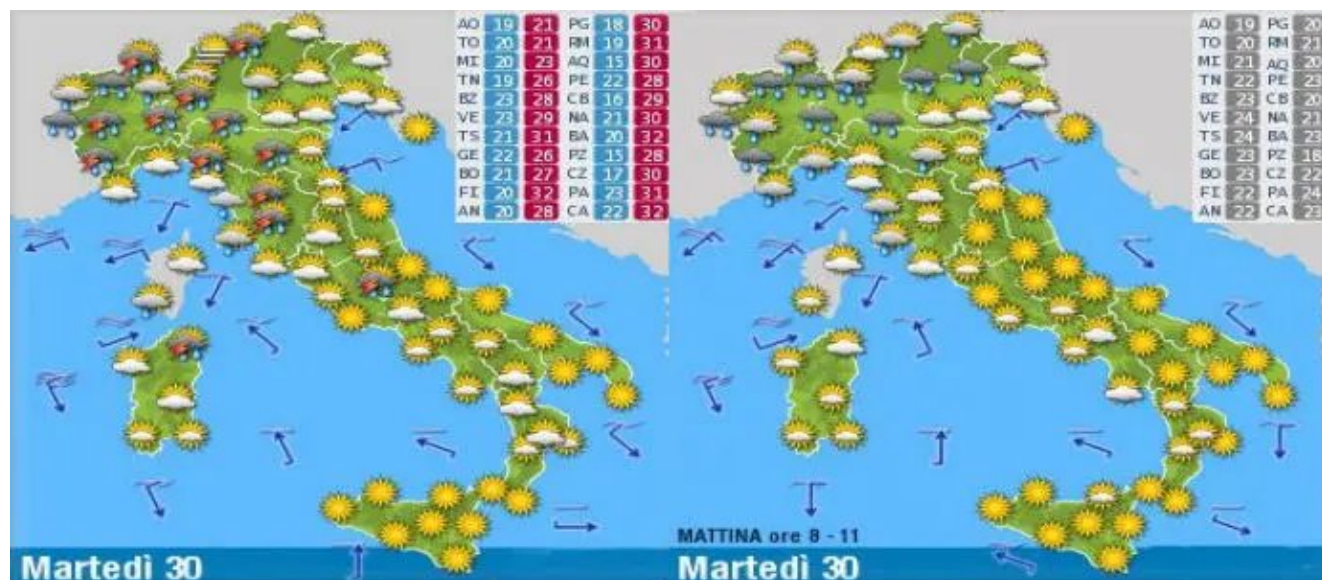 AO 19 21 PG 18 30
TO 20 21 RM 19 31
MI 20 23 AQ 15 30
TN 19 26 PE 22 28
BZ 23 28 CB 16 29
VE 23 29 NA 21 30
TS 21 31 BA 20 32
GE 22 26 PZ 15 28
BO 21 27 CZ 17 30
FI 20 32 PA 23 31
AN 20 28 CA 22 32
Martedì 30
AO 19 PG 20
TO 20 RM 21
MI 21 AQ 20
TN 22 PE 23
BZ 23 CB 20
VE 24 NA 21
TS 24 BA 23
GE 23 PZ 18
BO 23 CZ 22
FI 22 PA 24
AN 22 CA 23
MATTINA ore 8 - 11
Martedì 30